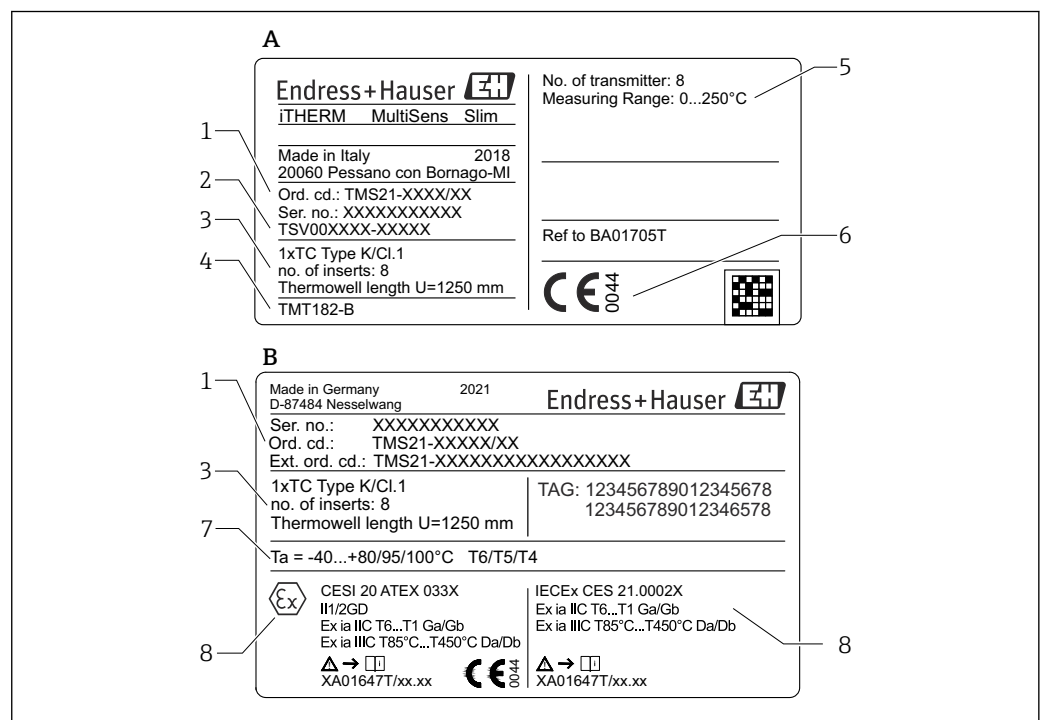 A
Endress+Hauser EH
iTHERM MultiSens Slim
Made in Italy 2018
20060 Pessano con Bornago-MI
Ord. cd.: TMS21-XXXX/XX
Ser. no.: XXXXXXXXXXX
TSV00XXXX-XXXXX
1xTC Type K/Cl.1
no. of inserts: 8
Thermowell length U=1250 mm
TMT182-B
No. of transmitter: 8
Measuring Range: 0...250°C
Ref to BA01705T
CE 0044
1
2
3
4
5
6
B
Made in Germany 2021
D-87484 Nesselwang
Endress+Hauser EH
Ser. no.: XXXXXXXXXXX
Ord. cd.: TMS21-XXXXX/XX
Ext. ord. cd.: TMS21-XXXXXXXXXXXXXXXXX
1xTC Type K/Cl.1
no. of inserts: 8
Thermowell length U=1250 mm
TAG: 123456789012345678
123456789012346578
Ta = -40...+80/95/100°C T6/T5/T4
Ex
CESI 20 ATEX 033X
II1/2GD
Ex ia IIC T6...T1 Ga/Gb
Ex ia IIIC T85°C...T450°C Da/Db
XA01647T/xx.xx
CE 0044
IECEx CES 21.0002X
Ex ia IIC T6...T1 Ga/Gb
Ex ia IIIC T85°C...T450°C Da/Db
XA01647T/xx.xx
1
3
7
8
8